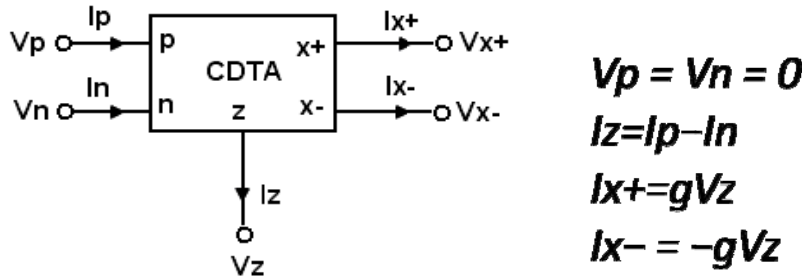 Ip
Ix+
Vp
p
x+
Vx+
CDTA
In
Ix-
Vn
n
z
x-
Vx-
Iz
Vz
Vp = Vn = 0
Iz=Ip−In
Ix+=gVz
Ix− = −gVz